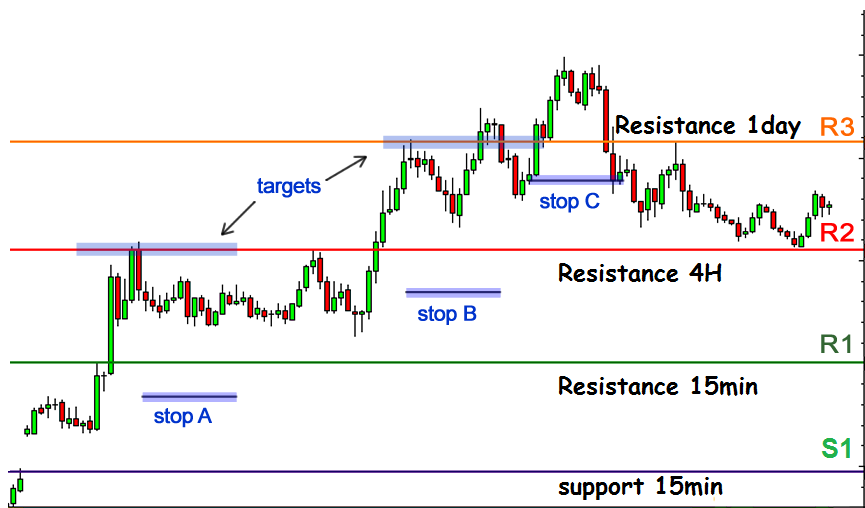 Resistance 1day
R3
targets
stop C
R2
Resistance 4H
stop B
R1
Resistance 15min
stop A
S1
support 15min